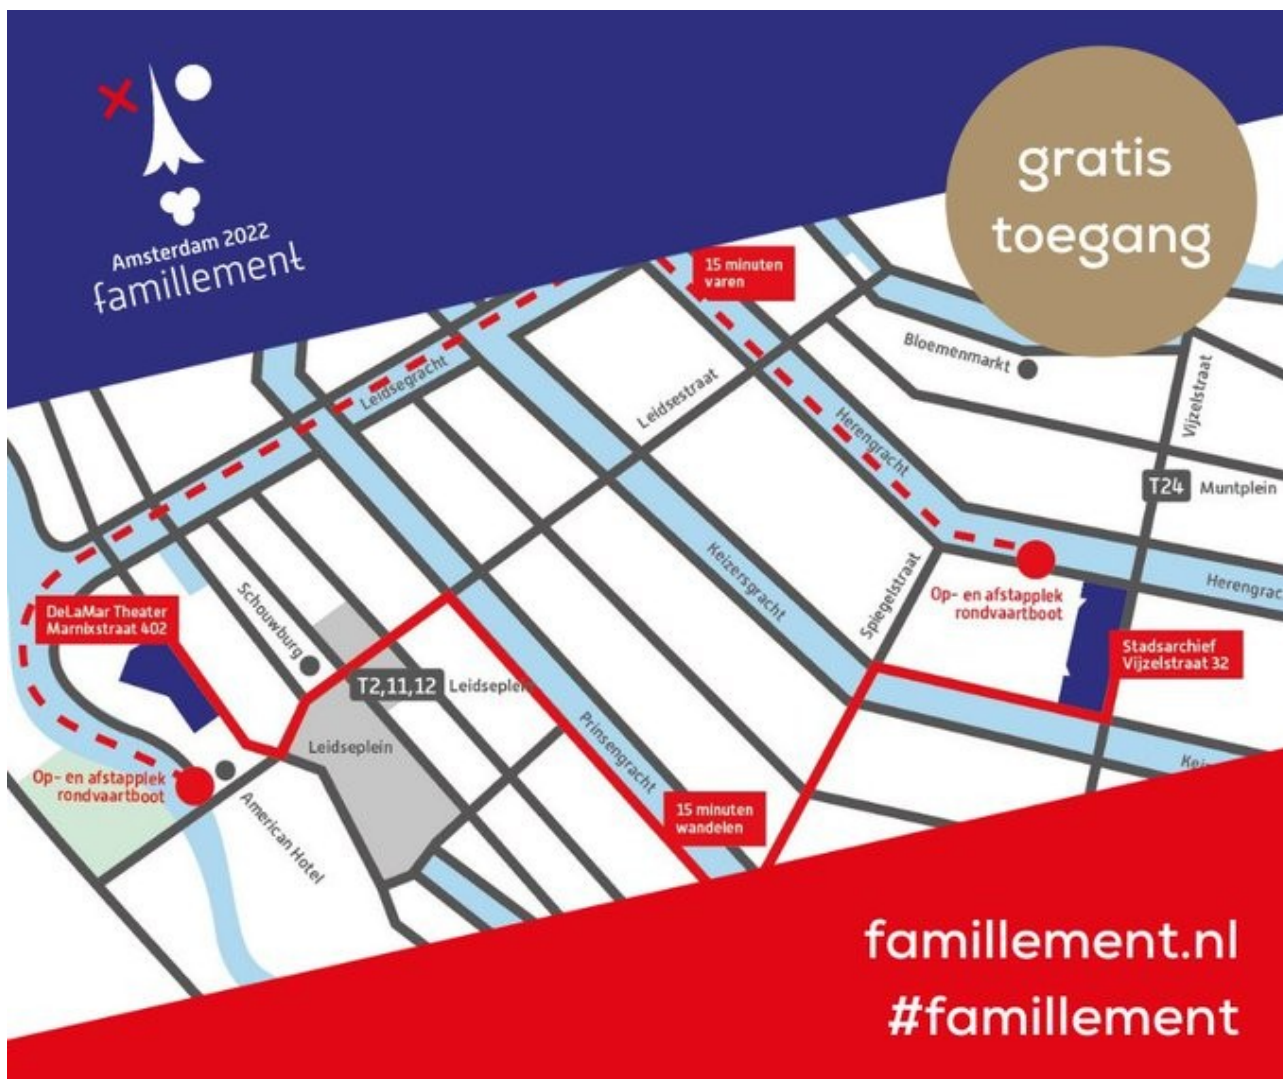 Amsterdam 2022
famillement
gratis
toegang
15 minuten
varen
Bloemenmarkt
Vijzelstraat
Leidsegracht
Leidsestraat
Herengracht
T24 Muntplein
Keizersgracht
Spiegelstraat
Herengrac
Op- en afstapplek
rondvaartboot
Schouwburg
DeLaMar Theater
Marnixstraat 402
Stadsarchief
Vijzelstraat 32
T2,11,12 Leidseplein
Leidseplein
Prinsengracht
Kei
Op- en afstapplek
rondvaartboot
American Hotel
15 minuten
wandelen
famillement.nl
#famillement